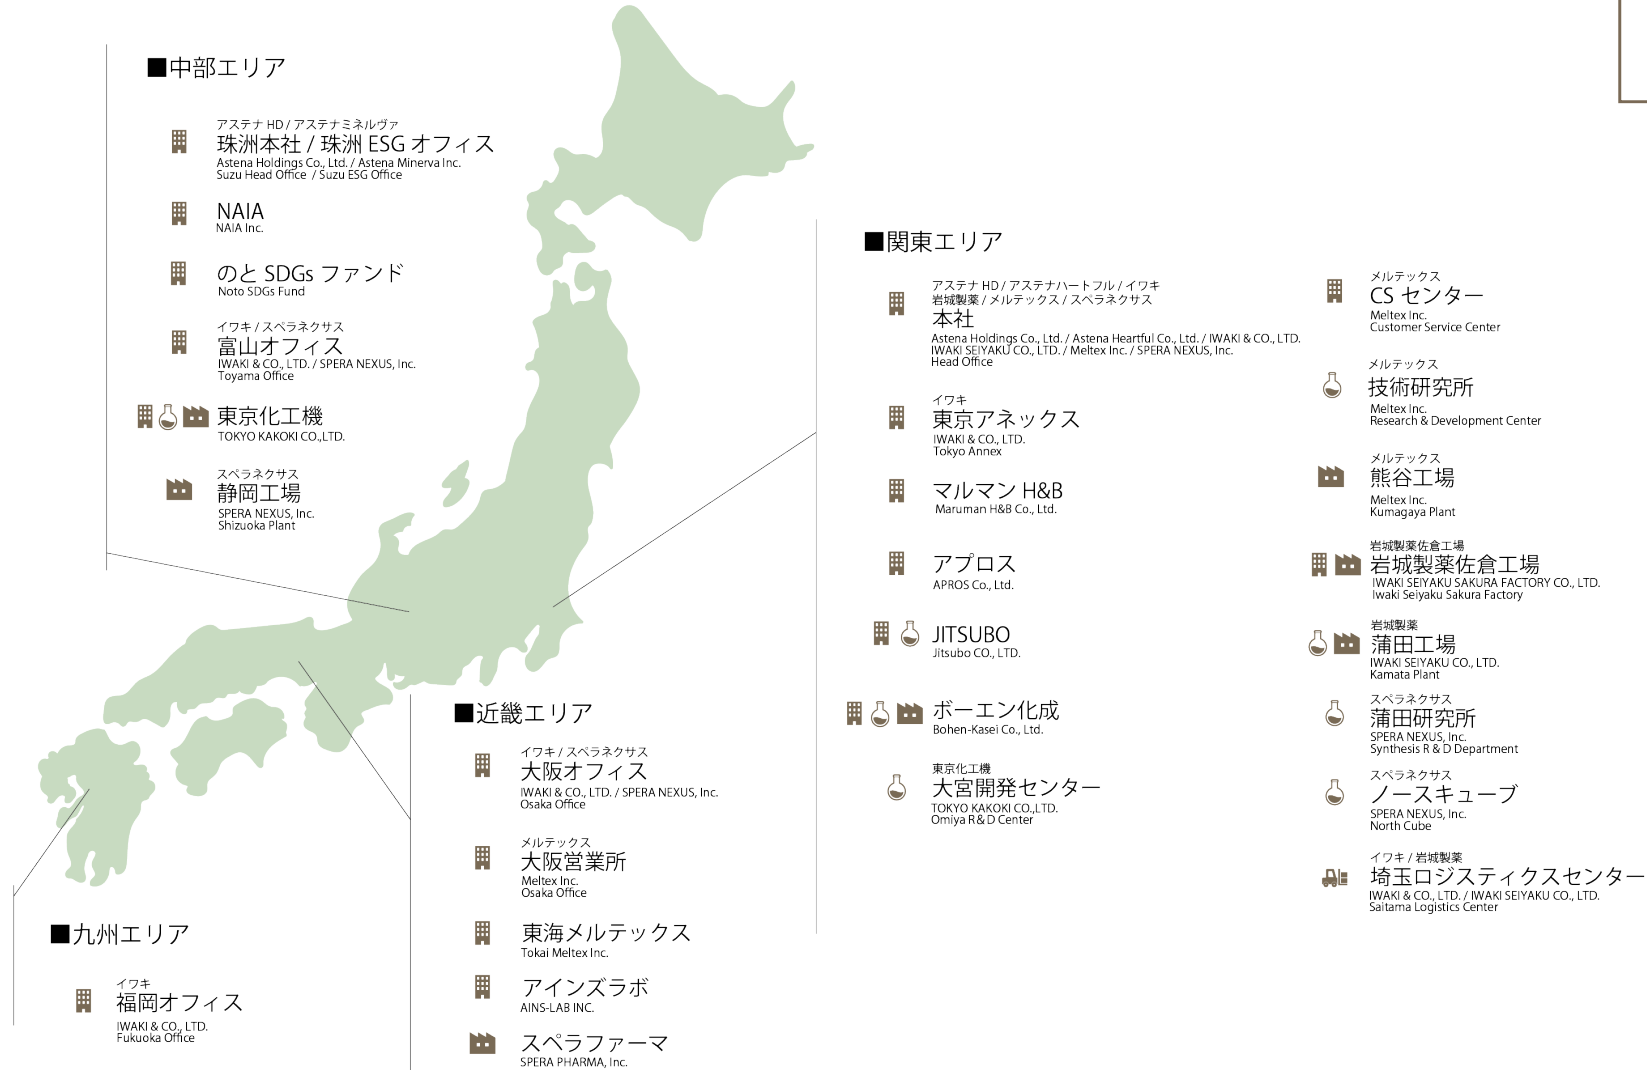 ■中部エリア
アステナ HD / アステナミネルヴァ
珠洲本社 / 珠洲 ESG オフィス
Astena Holdings Co., Ltd. / Astena Minerva Inc.
Suzu Head Office / Suzu ESG Office
NAIA
NAIA Inc.
のと SDGs ファンド
Noto SDGs Fund
イワキ / スペラネクサス
富山オフィス
IWAKI & CO., LTD. / SPERA NEXUS, Inc.
Toyama Office
東京化工機
TOKYO KAKOKI CO.,LTD.
スペラネクサス
静岡工場
SPERA NEXUS, Inc.
Shizuoka Plant
■関東エリア
アステナ HD / アステナハートフル / イワキ
岩城製薬 / メルテックス / スペラネクサス
本社
Astena Holdings Co., Ltd. / Astena Heartful Co., Ltd. / IWAKI & CO., LTD.
IWAKI SEIYAKU CO., LTD. / Meltex Inc. / SPERA NEXUS, Inc.
Head Office
イワキ
東京アネックス
IWAKI & CO., LTD.
Tokyo Annex
マルマン H&B
Maruman H&B Co., Ltd.
アプロス
APROS Co., Ltd.
JITSUBO
Jitsubo CO., LTD.
ボーエン化成
Bohen-Kasei Co., Ltd.
東京化工機
大宮開発センター
TOKYO KAKOKI CO.,LTD.
Omiya R&D Center
メルテックス
CS センター
Meltex Inc.
Customer Service Center
メルテックス
技術研究所
Meltex Inc.
Research & Development Center
メルテックス
熊谷工場
Meltex Inc.
Kumagaya Plant
岩城製薬佐倉工場
岩城製薬佐倉工場
IWAKI SEIYAKU SAKURA FACTORY CO., LTD.
Iwaki Seiyaku Sakura Factory
岩城製薬
蒲田工場
IWAKI SEIYAKU CO., LTD.
Kamata Plant
スペラネクサス
蒲田研究所
SPERA NEXUS, Inc.
Synthesis R & D Department
スペラネクサス
ノースキューブ
SPERA NEXUS, Inc.
North Cube
イワキ / 岩城製薬
埼玉ロジスティクスセンター
IWAKI & CO., LTD. / IWAKI SEIYAKU CO., LTD.
Saitama Logistics Center
■近畿エリア
イワキ / スペラネクサス
大阪オフィス
IWAKI & CO., LTD. / SPERA NEXUS, Inc.
Osaka Office
メルテックス
大阪営業所
Meltex Inc.
Osaka Office
東海メルテックス
Tokai Meltex Inc.
アインズラボ
AINS-LAB INC.
スペラファーマ
SPERA PHARMA, Inc.
■九州エリア
イワキ
福岡オフィス
IWAKI & CO., LTD.
Fukuoka Office